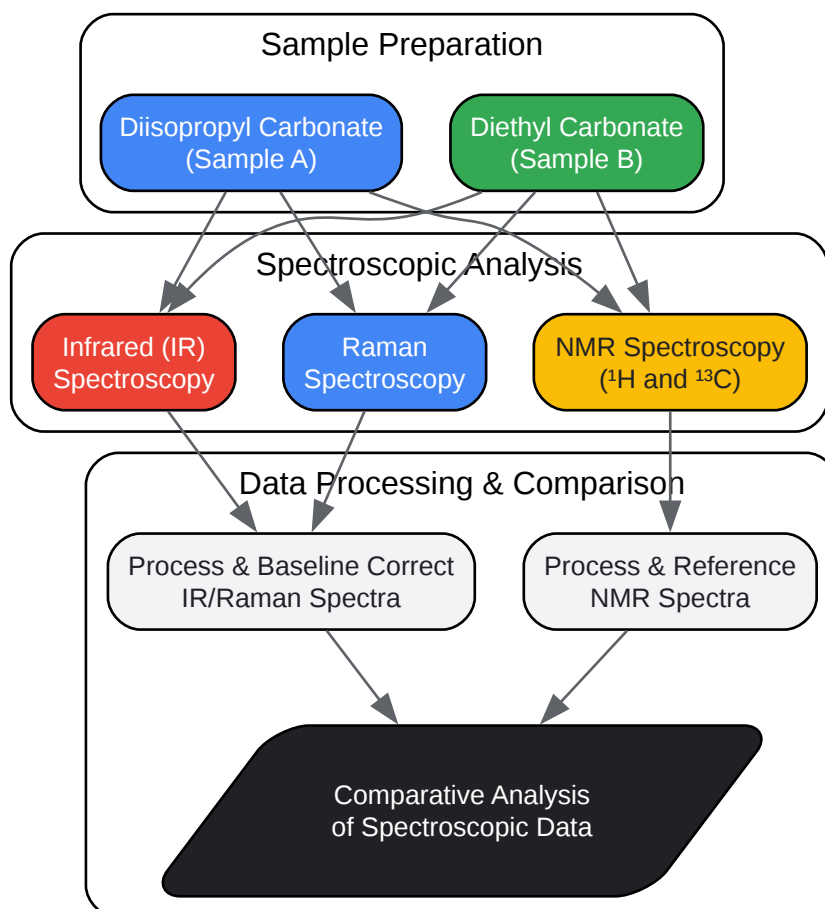 Sample Preparation
Diisopropyl Carbonate
(Sample A)
Diethyl Carbonate
(Sample B)
Spectroscopic Analysis
Infrared (IR)
Spectroscopy
Raman
Spectroscopy
NMR Spectroscopy
(¹H and ¹³C)
Data Processing & Comparison
Process & Baseline Correct
IR/Raman Spectra
Process & Reference
NMR Spectra
Comparative Analysis
of Spectroscopic Data